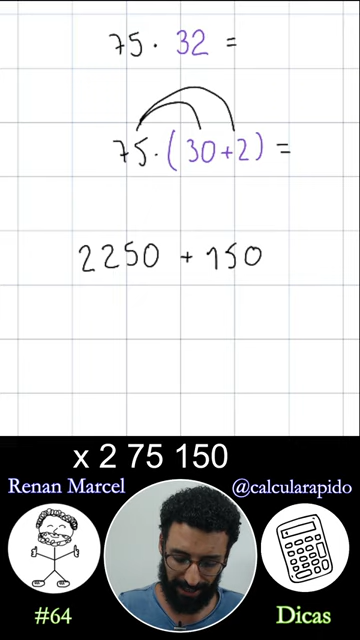 75 · 32 =
75 · (30+2) =
2250 + 150
x 2 75 150
Renan Marcel
@calcularapido
#64
Dicas